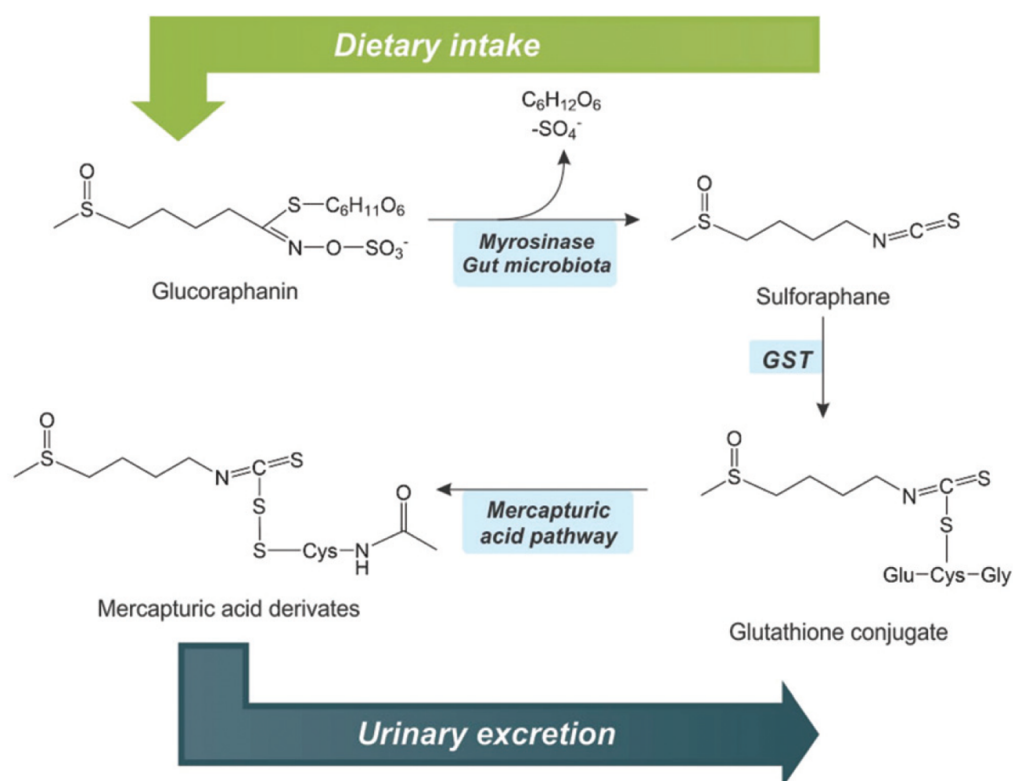 Dietary intake
C₆H₁₂O₆
-SO₄⁻
O
S
S—C₆H₁₁O₆
N—O—SO₃⁻
Glucoraphanin
Myrosinase
Gut microbiota
O
S
N=C=S
Sulforaphane
GST
O
S
N=C=S
S
S—Cys—N
H
O
Mercapturic acid derivates
Mercapturic
acid pathway
O
S
N=C=S
S
Glu–Cys–Gly
Glutathione conjugate
Urinary excretion